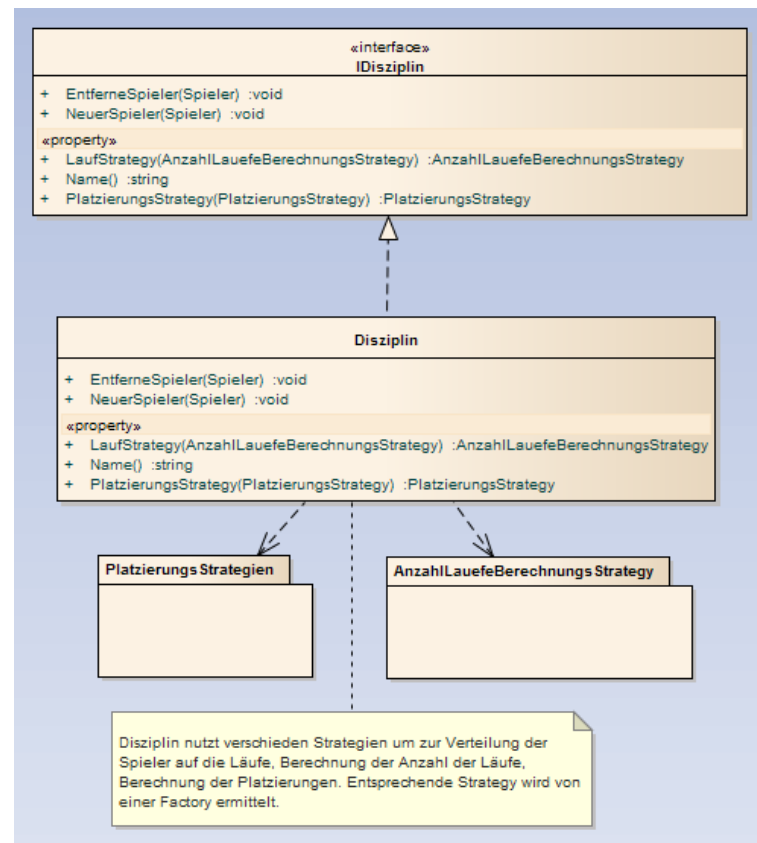 «interface»
IDisziplin
+ EntferneSpieler(Spieler) :void
+ NeuerSpieler(Spieler) :void
«property»
+ LaufStrategy(AnzahlLauefeBerechnungsStrategy) :AnzahlLauefeBerechnungsStrategy
+ Name() :string
+ PlatzierungsStrategy(PlatzierungsStrategy) :PlatzierungsStrategy
Disziplin
+ EntferneSpieler(Spieler) :void
+ NeuerSpieler(Spieler) :void
«property»
+ LaufStrategy(AnzahlLauefeBerechnungsStrategy) :AnzahlLauefeBerechnungsStrategy
+ Name() :string
+ PlatzierungsStrategy(PlatzierungsStrategy) :PlatzierungsStrategy
PlatzierungsStrategien
AnzahlLauefeBerechnungsStrategy
Disziplin nutzt verschieden Strategien um zur Verteilung der
Spieler auf die Läufe, Berechnung der Anzahl der Läufe,
Berechnung der Platzierungen. Entsprechende Strategy wird von
einer Factory ermittelt.